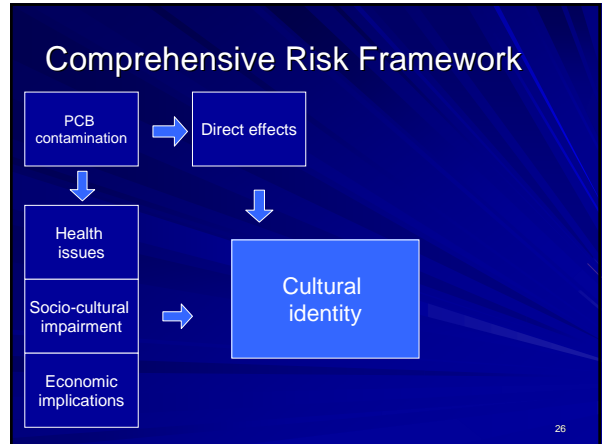 Comprehensive Risk Framework
PCB
contamination
Direct effects
Health
issues
Socio-cultural
impairment
Economic
implications
Cultural
identity
26